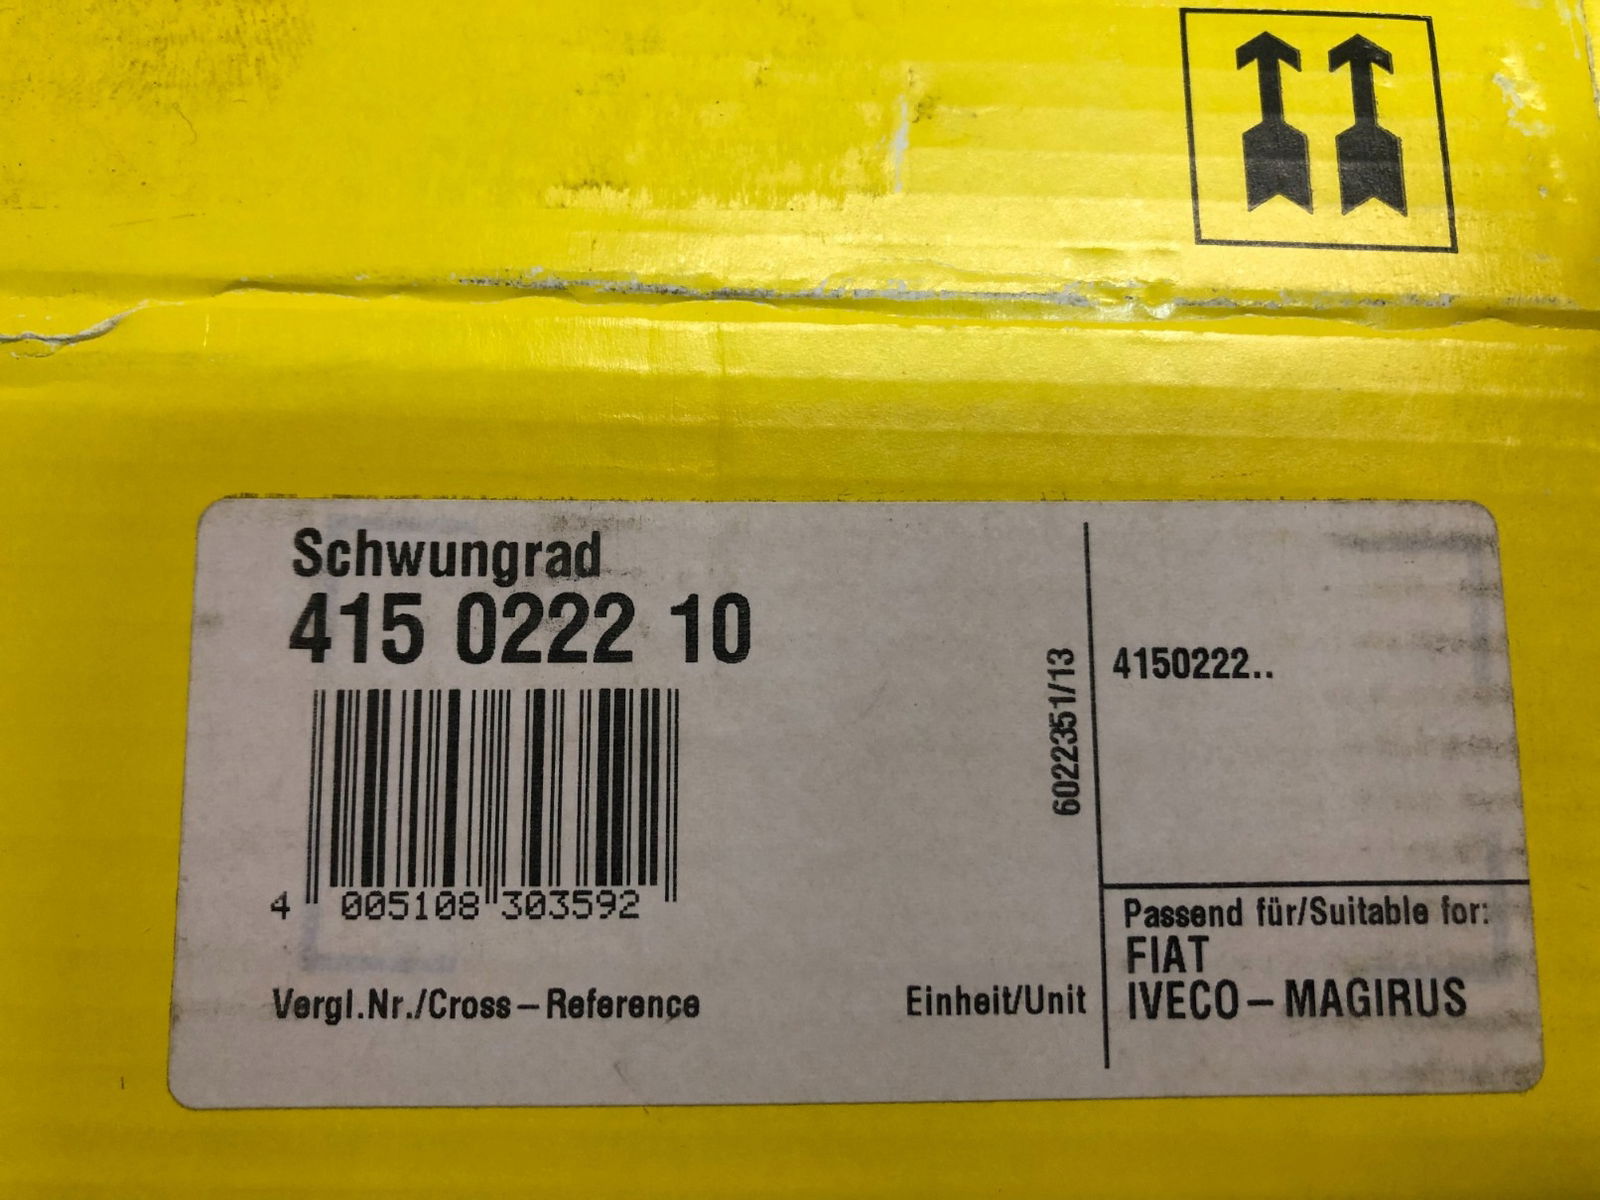 Schwungrad
415 0222 10
4 005108 303592
Vergl.Nr./Cross – Reference
Einheit/Unit
6022351/13
4150222..
Passend für/Suitable for:
FIAT
IVECO – MAGIRUS